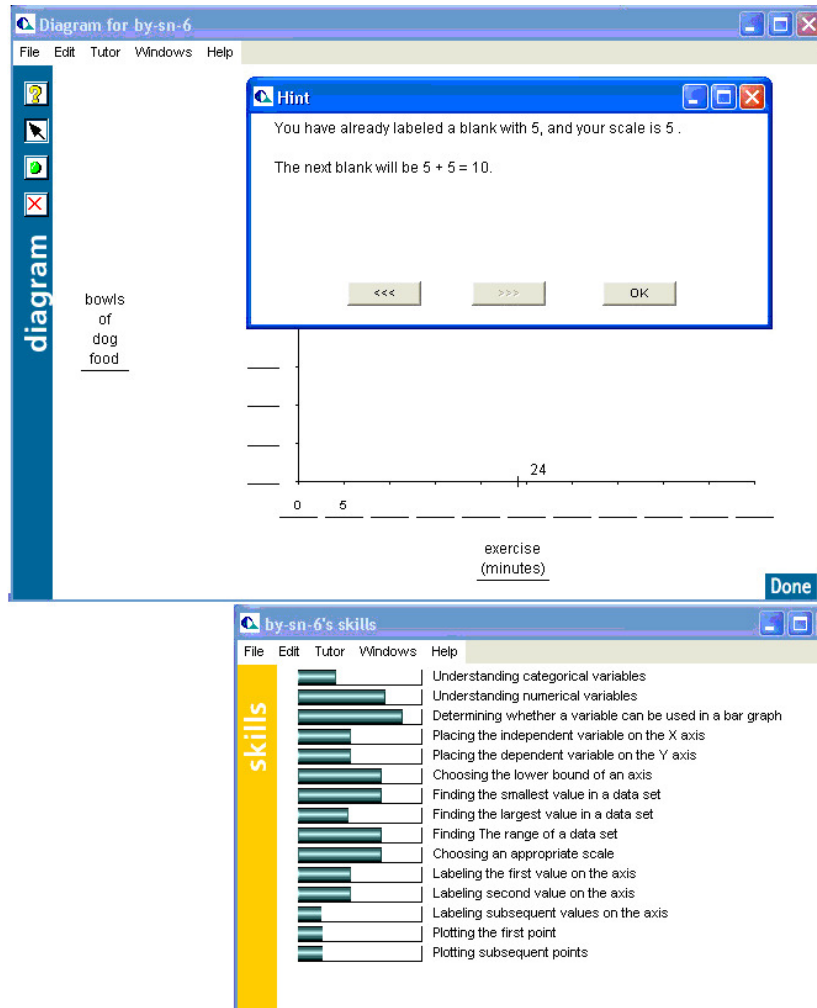 Diagram for by-sn-6
File Edit Tutor Windows Help
Hint
You have already labeled a blank with 5, and your scale is 5 .
The next blank will be 5 + 5 = 10.
<<< >>> OK
diagram
bowls
of
dog
food
24
0 5
exercise
(minutes)
Done
by-sn-6's skills
File Edit Tutor Windows Help
skills
Understanding categorical variables
Understanding numerical variables
Determining whether a variable can be used in a bar graph
Placing the independent variable on the X axis
Placing the dependent variable on the Y axis
Choosing the lower bound of an axis
Finding the smallest value in a data set
Finding the largest value in a data set
Finding The range of a data set
Choosing an appropriate scale
Labeling the first value on the axis
Labeling second value on the axis
Labeling subsequent values on the axis
Plotting the first point
Plotting subsequent points